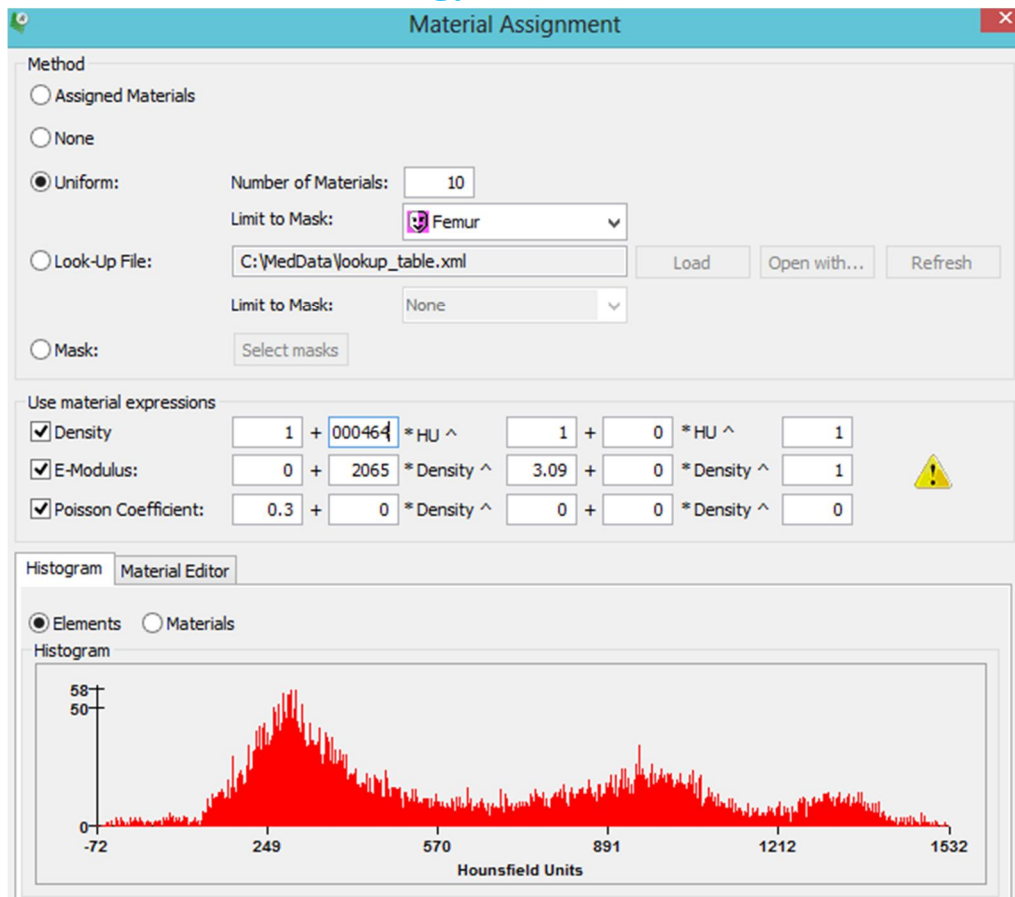 Material Assignment
Method
Assigned Materials
None
Uniform: Number of Materials: 10
Limit to Mask: Femur
Look-Up File: C:\MedData\lookup_table.xml Load Open with... Refresh
Limit to Mask: None
Mask: Select masks
Use material expressions
Density 1 + 000464 * HU ^ 1 + 0 * HU ^ 1
E-Modulus: 0 + 2065 * Density ^ 3.09 + 0 * Density ^ 1
Poisson Coefficient: 0.3 + 0 * Density ^ 0 + 0 * Density ^ 0
Histogram Material Editor
Elements Materials
Histogram
58
50
0
-72 249 570 891 1212 1532
Hounsfield Units